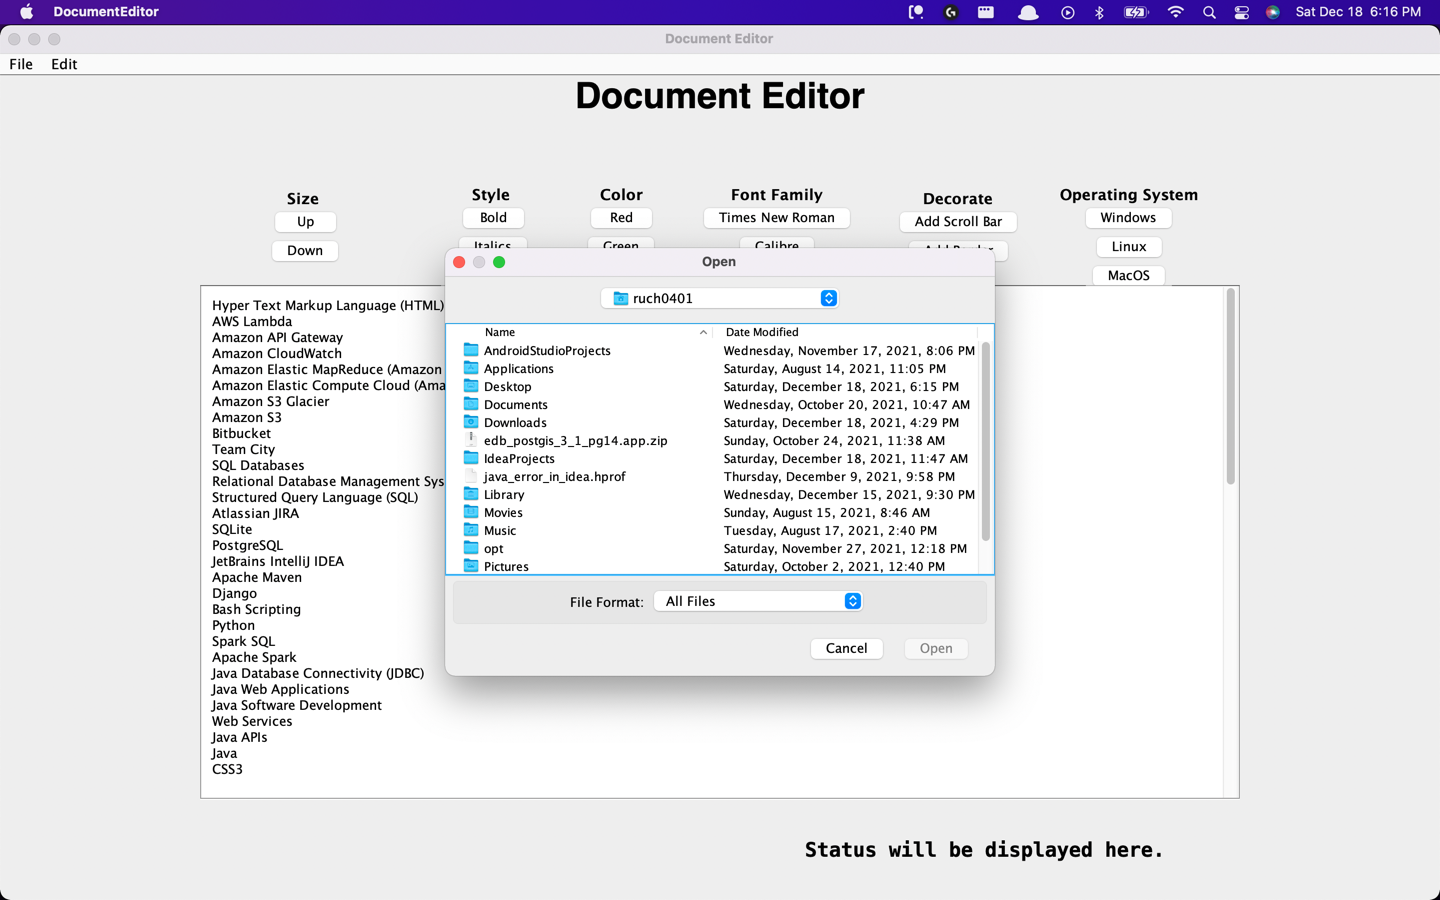 DocumentEditor
Sat Dec 18 6:16 PM
Document Editor
File Edit
Document Editor
Size Style Color Font Family Decorate Operating System
Up Bold Red Times New Roman Add Scroll Bar Windows
Down Italics Green Calibre Linux
MacOS
Open
ruch0401
Name Date Modified
AndroidStudioProjects Wednesday, November 17, 2021, 8:06 PM
Applications Saturday, August 14, 2021, 11:05 PM
Desktop Saturday, December 18, 2021, 6:15 PM
Documents Wednesday, October 20, 2021, 10:47 AM
Downloads Saturday, December 18, 2021, 4:29 PM
edb_postgis_3_1_pg14.app.zip Sunday, October 24, 2021, 11:38 AM
IdeaProjects Saturday, December 18, 2021, 11:47 AM
java_error_in_idea.hprof Thursday, December 9, 2021, 9:58 PM
Library Wednesday, December 15, 2021, 9:30 PM
Movies Sunday, August 15, 2021, 8:46 AM
Music Tuesday, August 17, 2021, 2:40 PM
opt Saturday, November 27, 2021, 12:18 PM
Pictures Saturday, October 2, 2021, 12:40 PM
File Format: All Files
Cancel Open
Hyper Text Markup Language (HTML)
AWS Lambda
Amazon API Gateway
Amazon CloudWatch
Amazon Elastic MapReduce (Amazon
Amazon Elastic Compute Cloud (Ama
Amazon S3 Glacier
Amazon S3
Bitbucket
Team City
SQL Databases
Relational Database Management Sys
Structured Query Language (SQL)
Atlassian JIRA
SQLite
PostgreSQL
JetBrains IntelliJ IDEA
Apache Maven
Django
Bash Scripting
Python
Spark SQL
Apache Spark
Java Database Connectivity (JDBC)
Java Web Applications
Java Software Development
Web Services
Java APIs
Java
CSS3
Status will be displayed here.